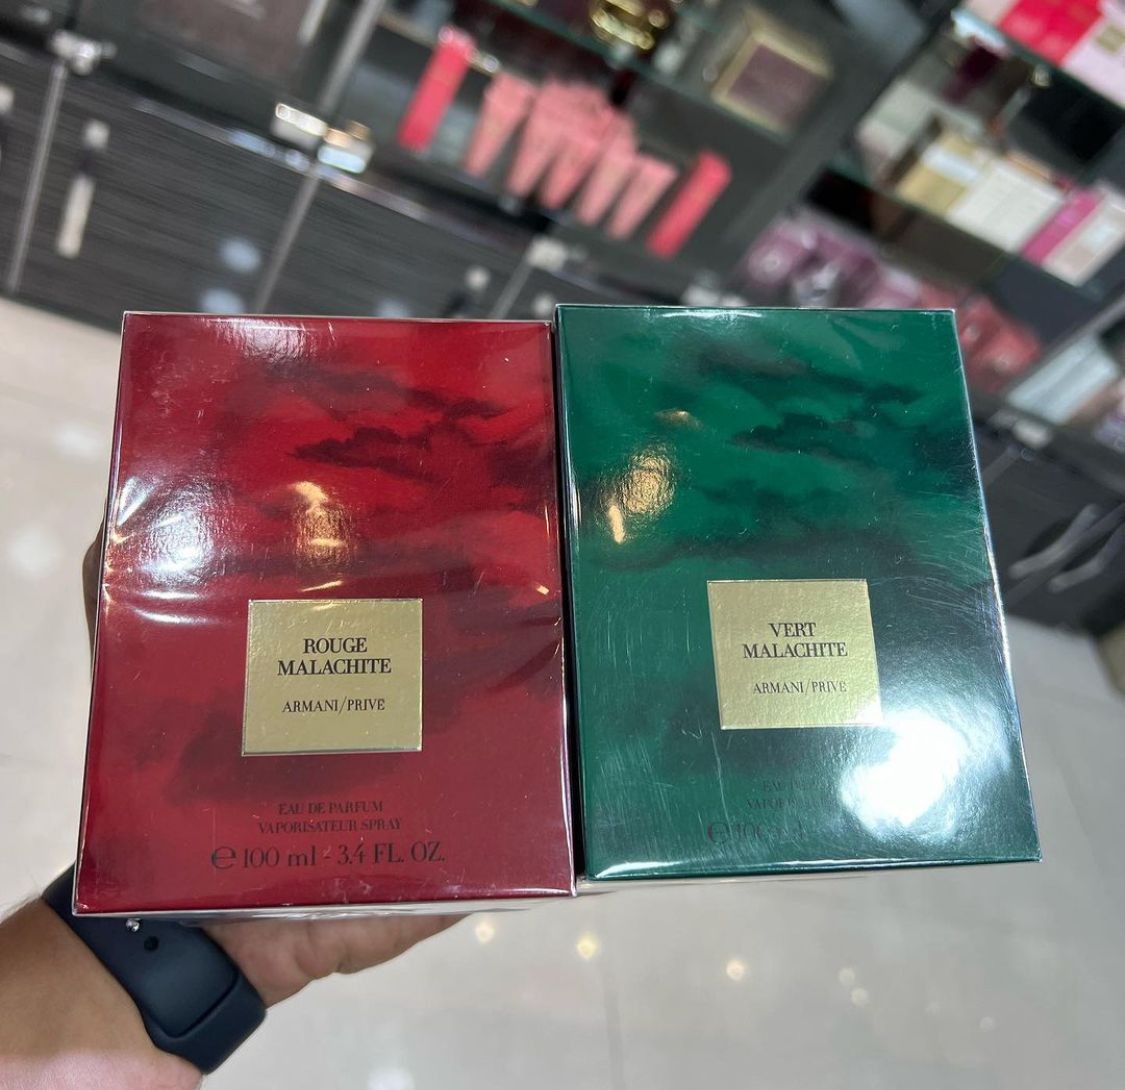 ROUGE
MALACHITE
ARMANI/PRIVE
EAU DE PARFUM
VAPORISATEUR SPRAY
℮ 100 ml - 3.4 FL. OZ.
VERT
MALACHITE
ARMANI/PRIVE